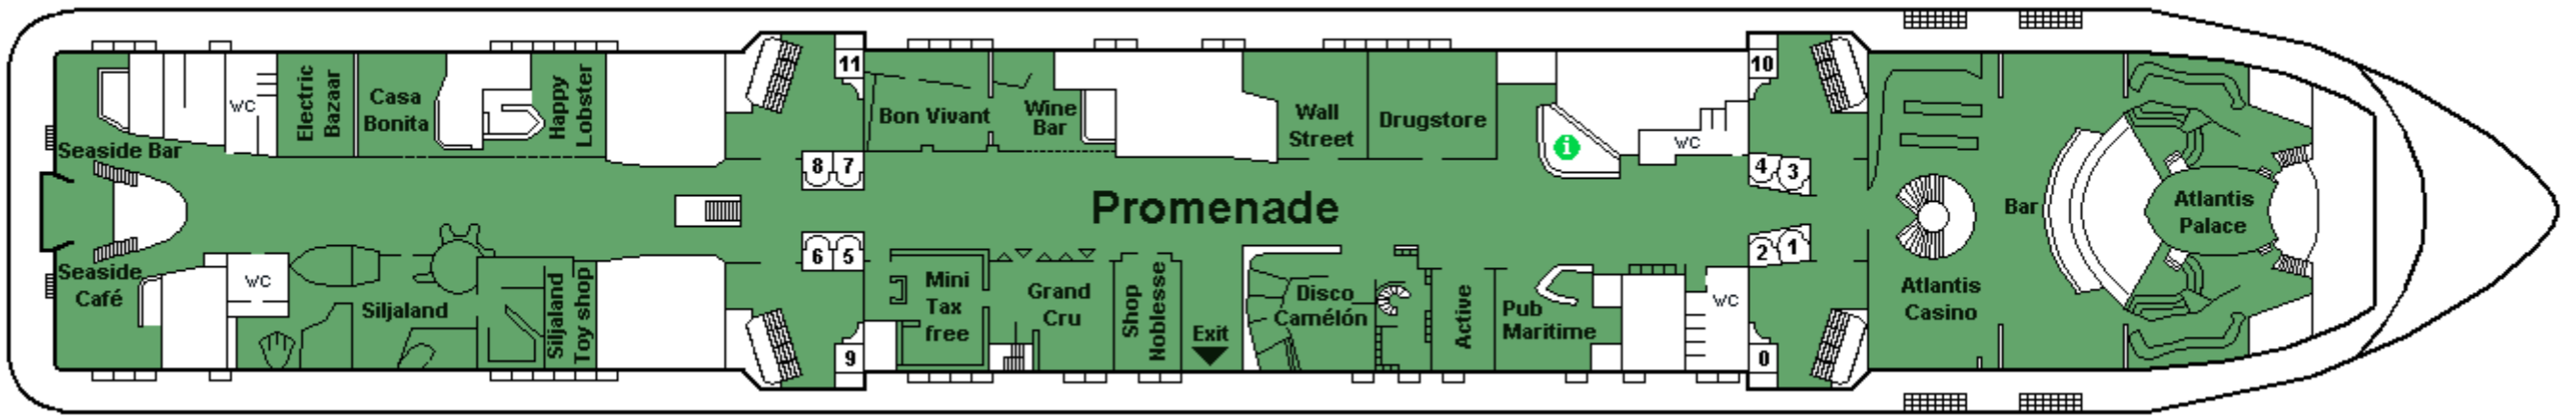 Seaside Bar
WC
Electric
Bazaar
Casa
Bonita
Happy
Lobster
11
Bon Vivant
Wine
Bar
Wall
Street
Drugstore
i
WC
10
8 7
4 3
Promenade
Bar
Atlantis
Palace
6 5
2 1
Seaside
Café
WC
Siljaland
Siljaland
Toy shop
9
Mini
Tax
free
Grand
Cru
Shop
Noblesse
Exit
Disco
Camélón
Active
Pub
Maritime
WC
0
Atlantis
Casino